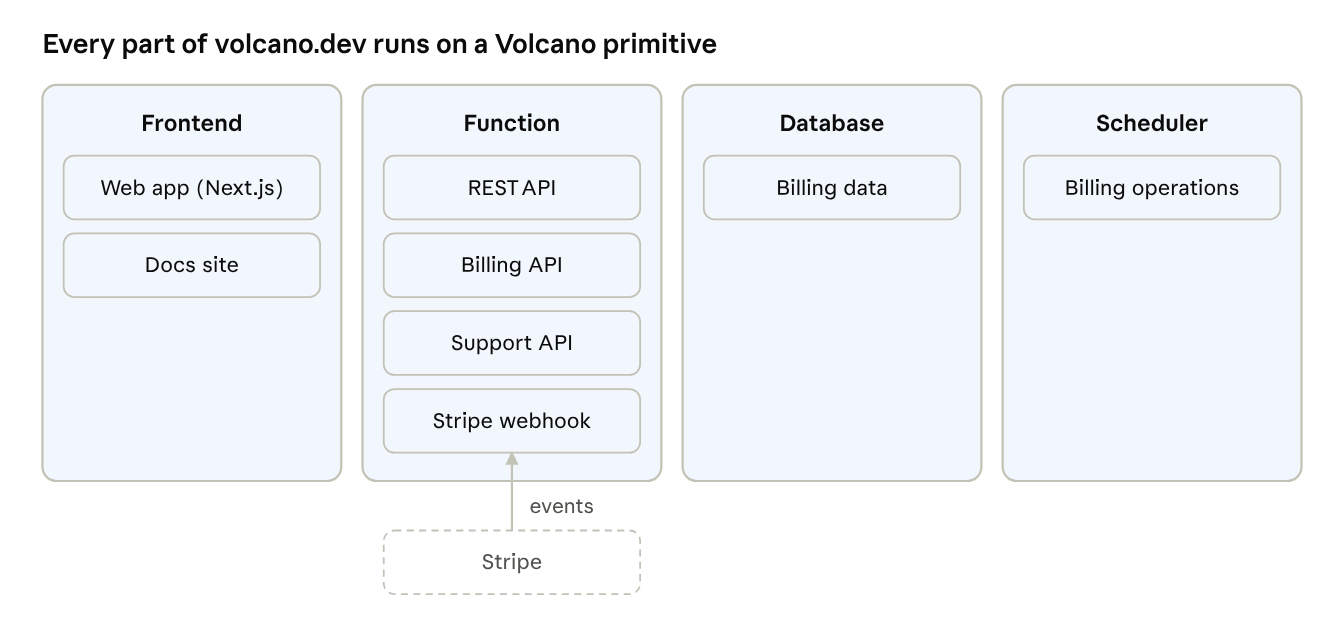 Every part of volcano.dev runs on a Volcano primitive
Frontend
Web app (Next.js)
Docs site
Function
REST API
Billing API
Support API
Stripe webhook
Database
Billing data
Scheduler
Billing operations
events
Stripe